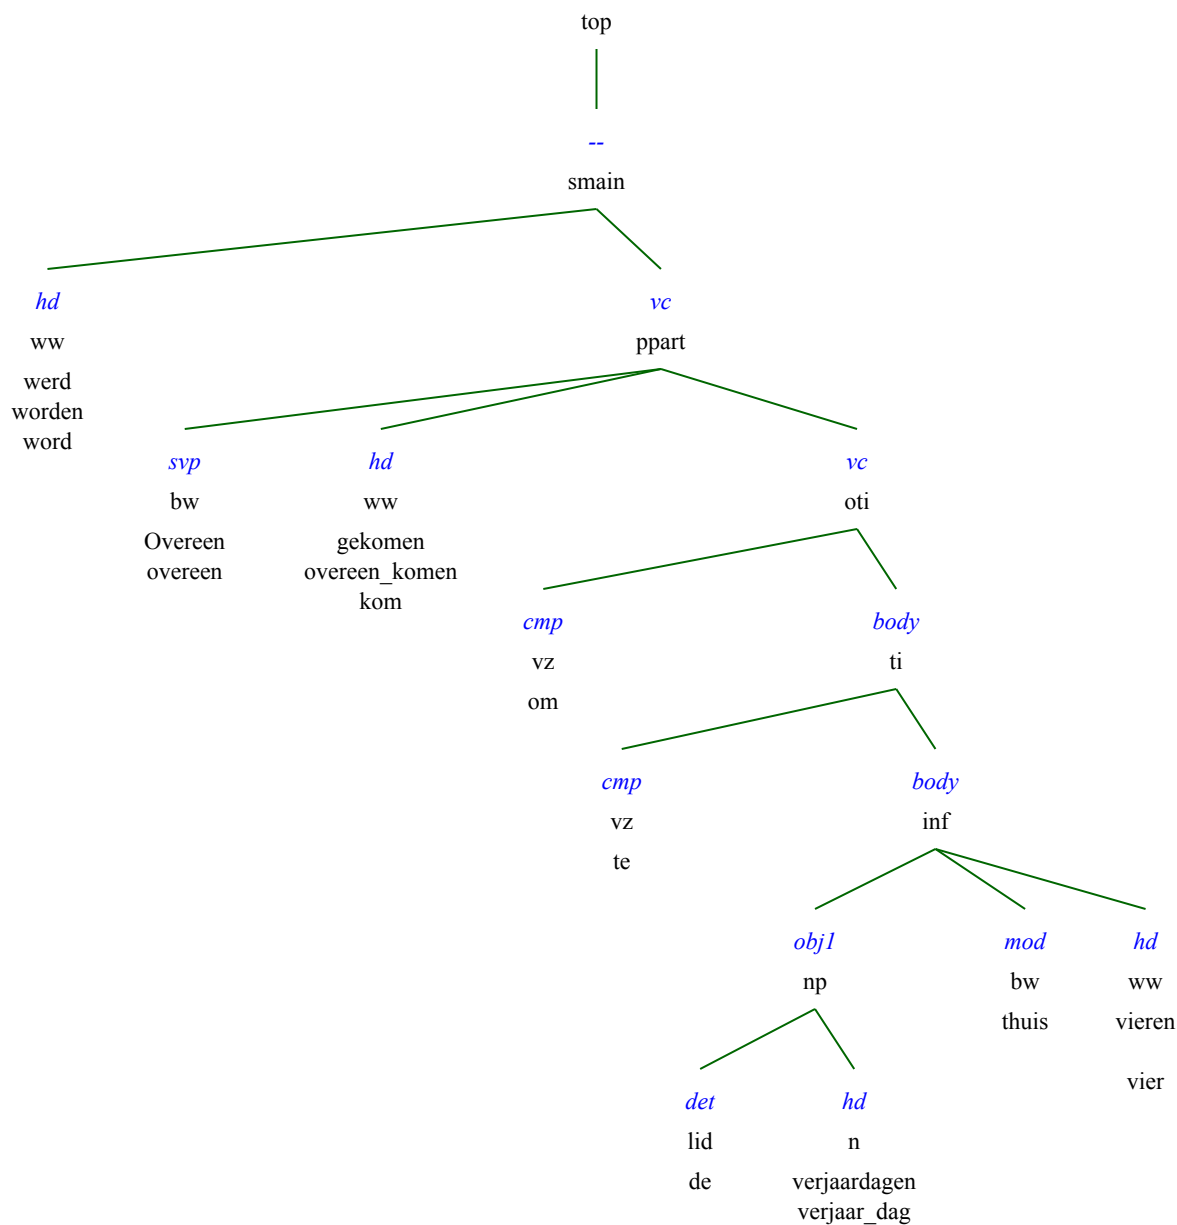 top
--
smain
hd vc
ww ppart
werd
worden
word
svp hd vc
bw ww oti
Overeen gekomen
overeen overeen_komen
kom
cmp body
vz ti
om
cmp body
vz inf
te
obj1 mod hd
np bw ww
thuis vieren
vier
det hd
lid n
de verjaardagen
verjaar_dag